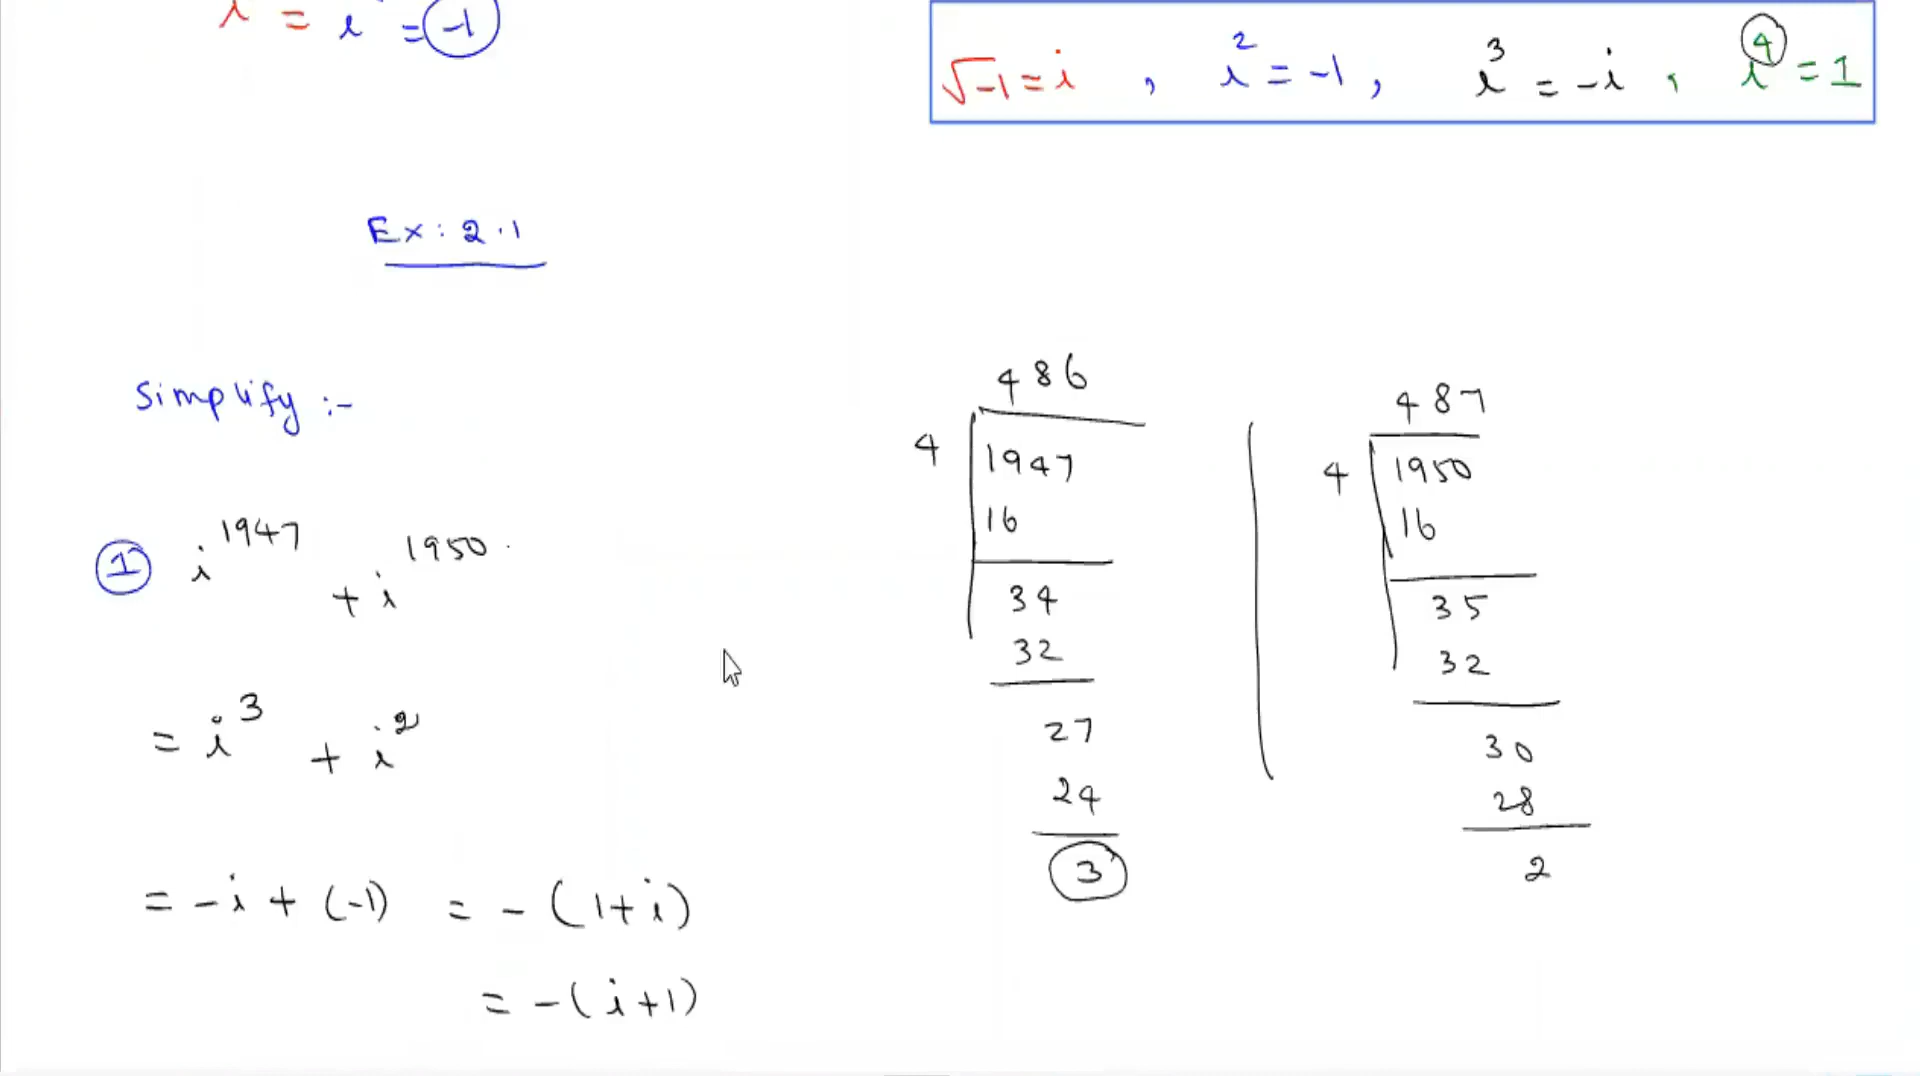 i = i = -1
√-1 = i , i² = -1 , i³ = -i , i⁴ = 1
Ex: 2.1
Simplify :-
① i¹⁹⁴⁷ + i¹⁹⁵⁰
= i³ + i²
= -i + (-1) = -(1+i)
= -(i+1)
486
4 1947
16
34
32
27
24
3
487
4 1950
16
35
32
30
28
2